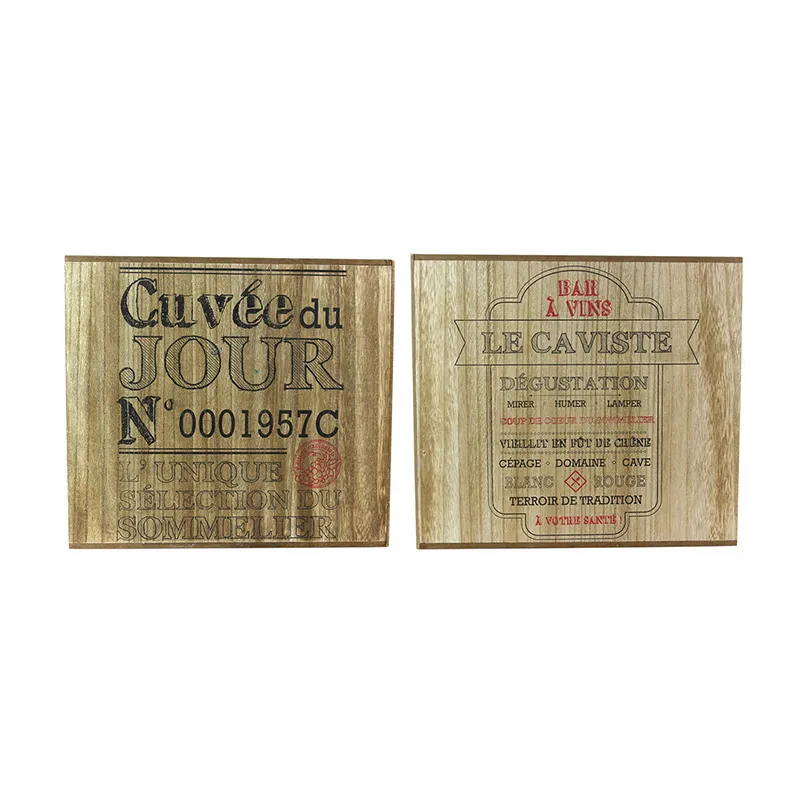 Cuvée du
JOUR
N° 0001957C
L'UNIQUE
SÉLECTION DU
SOMMELIER
BAR
À VINS
LE CAVISTE
DÉGUSTATION
MIRER HUMER LAMPER
COUP DE COEUR DU SOMMELIER
VIEILLIT EN FÛT DE CHÊNE
CÉPAGE · DOMAINE · CAVE
BLANC ROUGE
TERROIR DE TRADITION
À VOTRE SANTÉ !